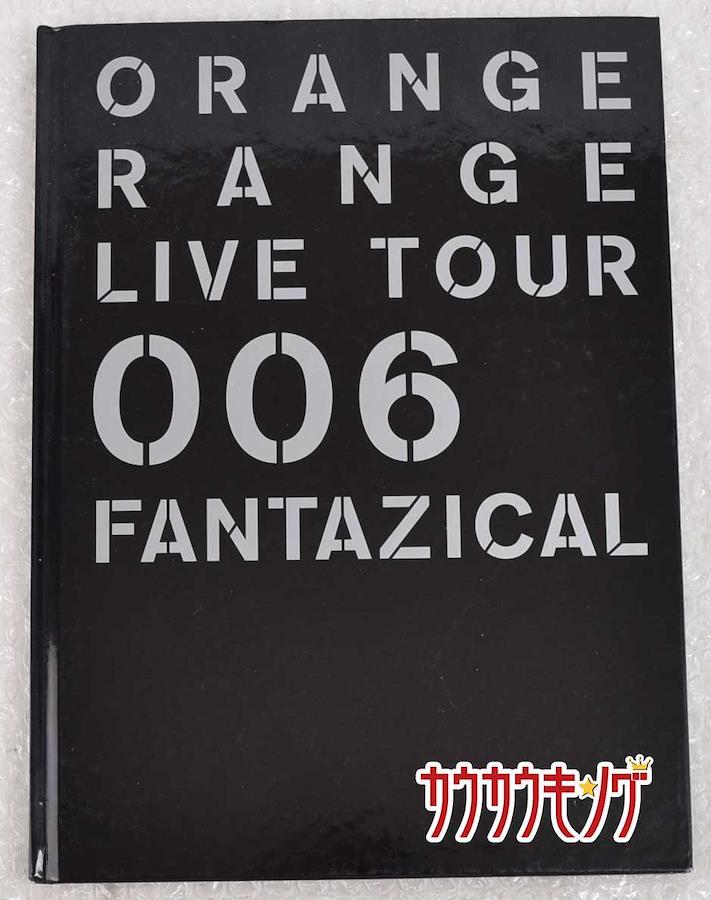 ORANGE
RANGE
LIVE TOUR
006
FANTAZICAL
カウカウキング